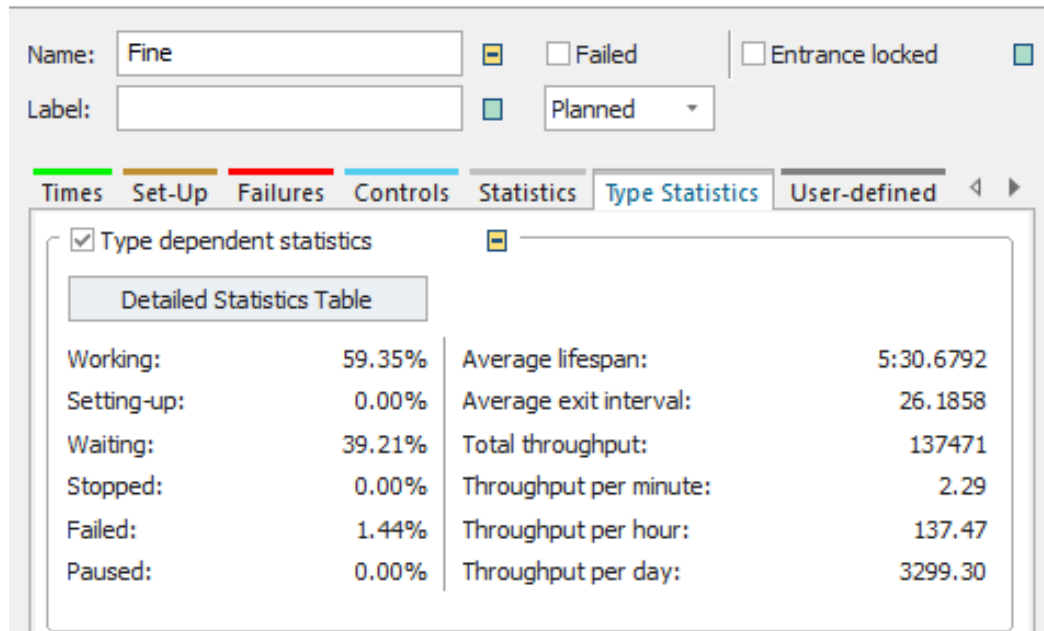 Name: Fine Failed Entrance locked
Label: Planned
Times Set-Up Failures Controls Statistics Type Statistics User-defined
Type dependent statistics
Detailed Statistics Table
Working: 59.35% Average lifespan: 5:30.6792
Setting-up: 0.00% Average exit interval: 26.1858
Waiting: 39.21% Total throughput: 137471
Stopped: 0.00% Throughput per minute: 2.29
Failed: 1.44% Throughput per hour: 137.47
Paused: 0.00% Throughput per day: 3299.30